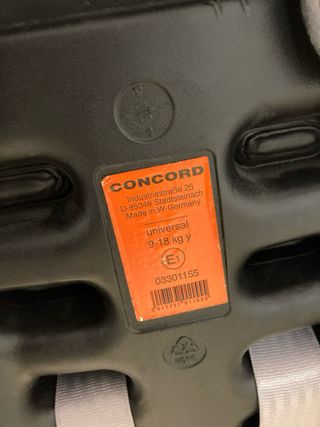 CONCORD
Industriestraße 25
D-95346 Stadtsteinach
Made in W-Germany
universal
9-18 kg y
E1
03301155